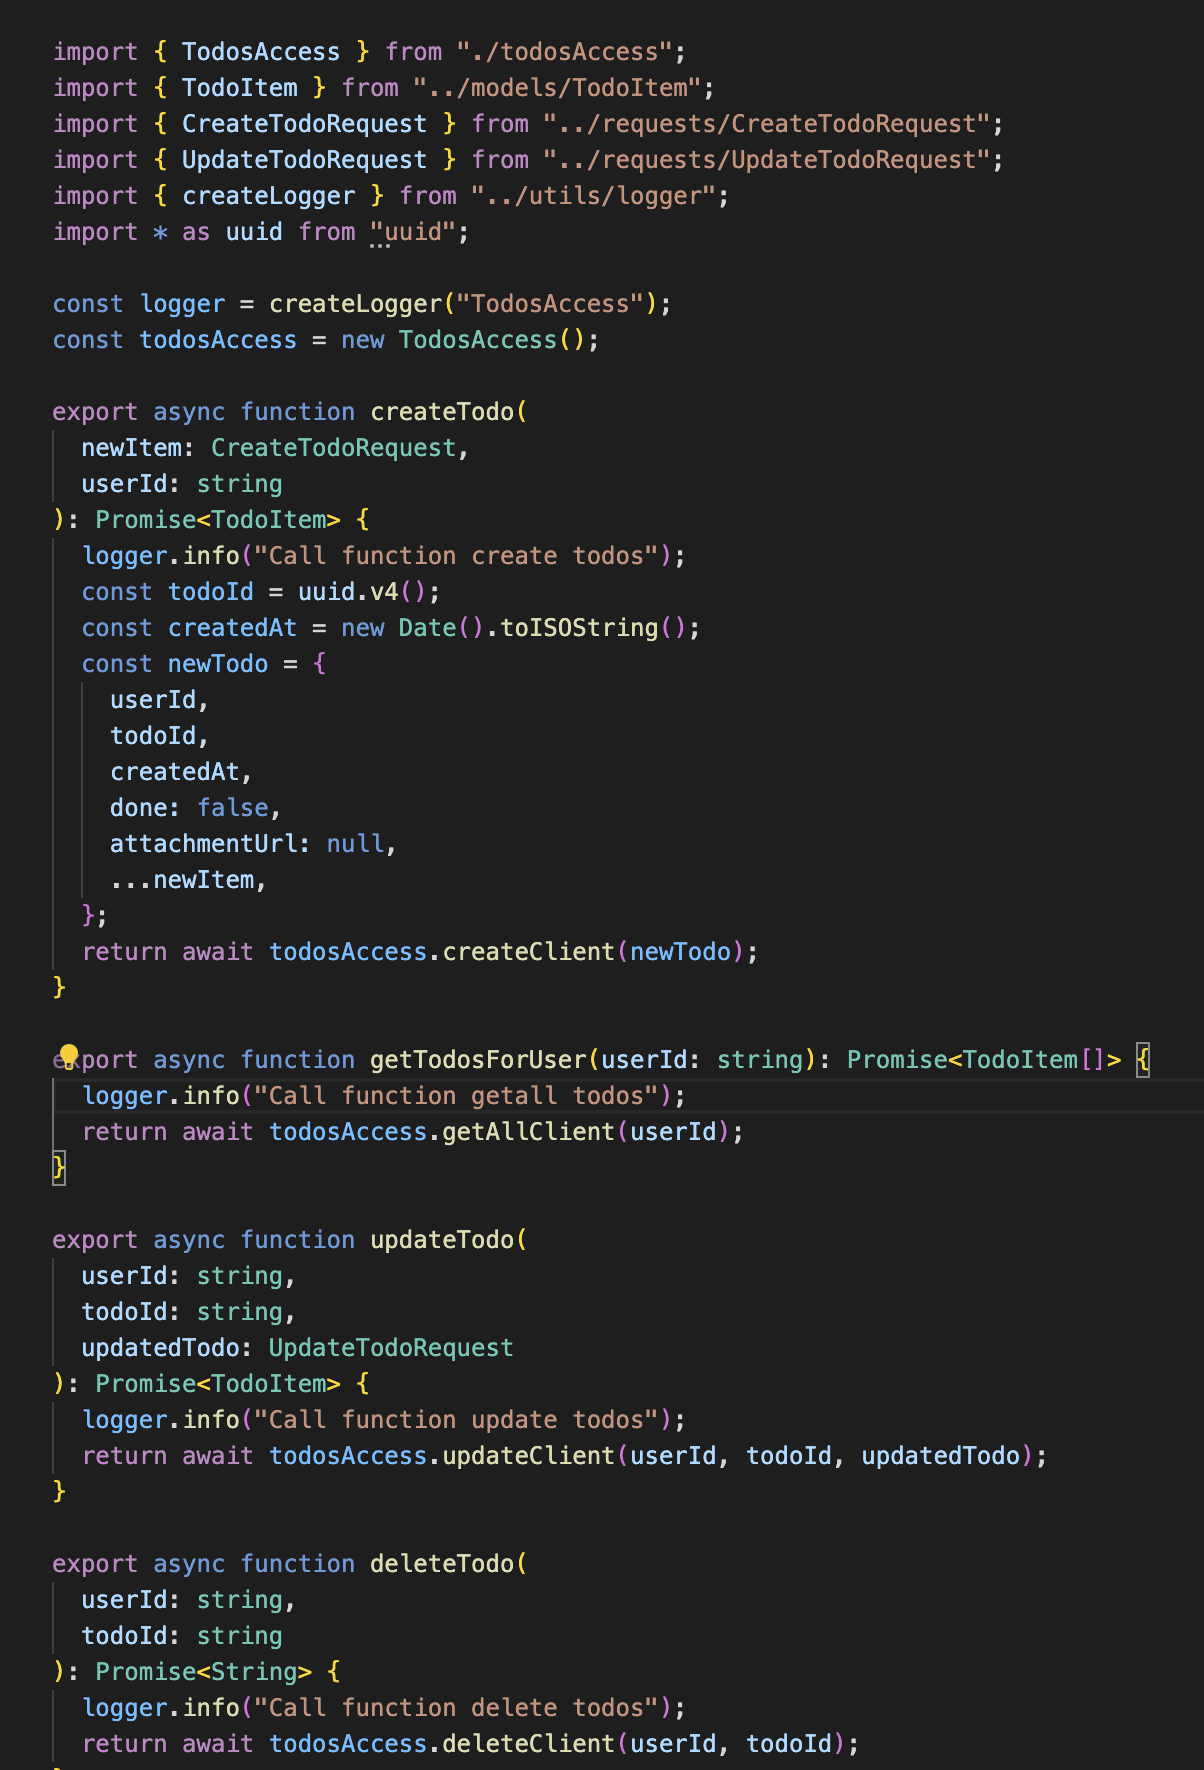 import { TodosAccess } from "./todosAccess";
import { TodoItem } from "../models/TodoItem";
import { CreateTodoRequest } from "../requests/CreateTodoRequest";
import { UpdateTodoRequest } from "../requests/UpdateTodoRequest";
import { createLogger } from "../utils/logger";
import * as uuid from "uuid";

const logger = createLogger("TodosAccess");
const todosAccess = new TodosAccess();

export async function createTodo(
  newItem: CreateTodoRequest,
  userId: string
): Promise<TodoItem> {
  logger.info("Call function create todos");
  const todoId = uuid.v4();
  const createdAt = new Date().toISOString();
  const newTodo = {
    userId,
    todoId,
    createdAt,
    done: false,
    attachmentUrl: null,
    ...newItem,
  };
  return await todosAccess.createClient(newTodo);
}

export async function getTodosForUser(userId: string): Promise<TodoItem[]> {
  logger.info("Call function getall todos");
  return await todosAccess.getAllClient(userId);
}

export async function updateTodo(
  userId: string,
  todoId: string,
  updatedTodo: UpdateTodoRequest
): Promise<TodoItem> {
  logger.info("Call function update todos");
  return await todosAccess.updateClient(userId, todoId, updatedTodo);
}

export async function deleteTodo(
  userId: string,
  todoId: string
): Promise<String> {
  logger.info("Call function delete todos");
  return await todosAccess.deleteClient(userId, todoId);
}